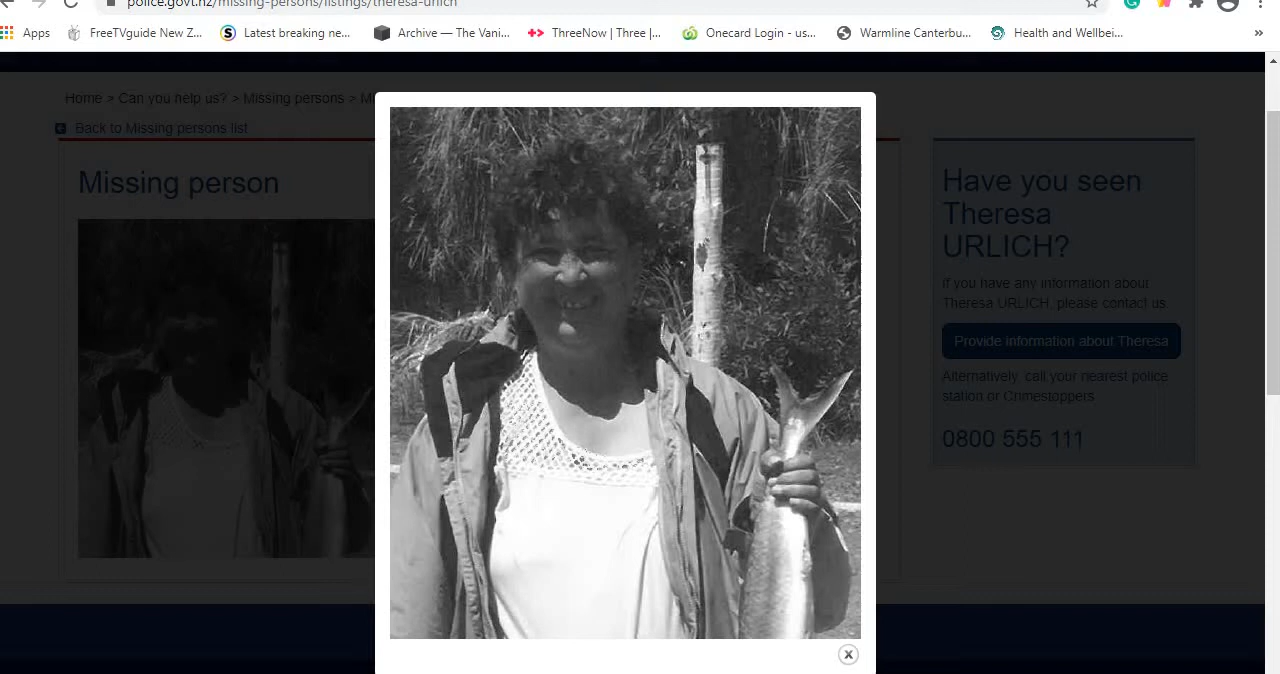 police.govt.nz/missing-persons/listings/theresa-urlich
Apps
FreeTVguide New Z...
Latest breaking ne...
Archive — The Vani...
ThreeNow | Three |...
Onecard Login - us...
Warmline Canterbu...
Health and Wellbei...
»
Home > Can you help us? > Missing persons > Mi
Back to Missing persons list
Missing person
Have you seen
Theresa
URLICH?
If you have any information about
Theresa URLICH, please contact us.
Provide information about Theresa
Alternatively, call your nearest police
station or Crimestoppers
0800 555 111
x